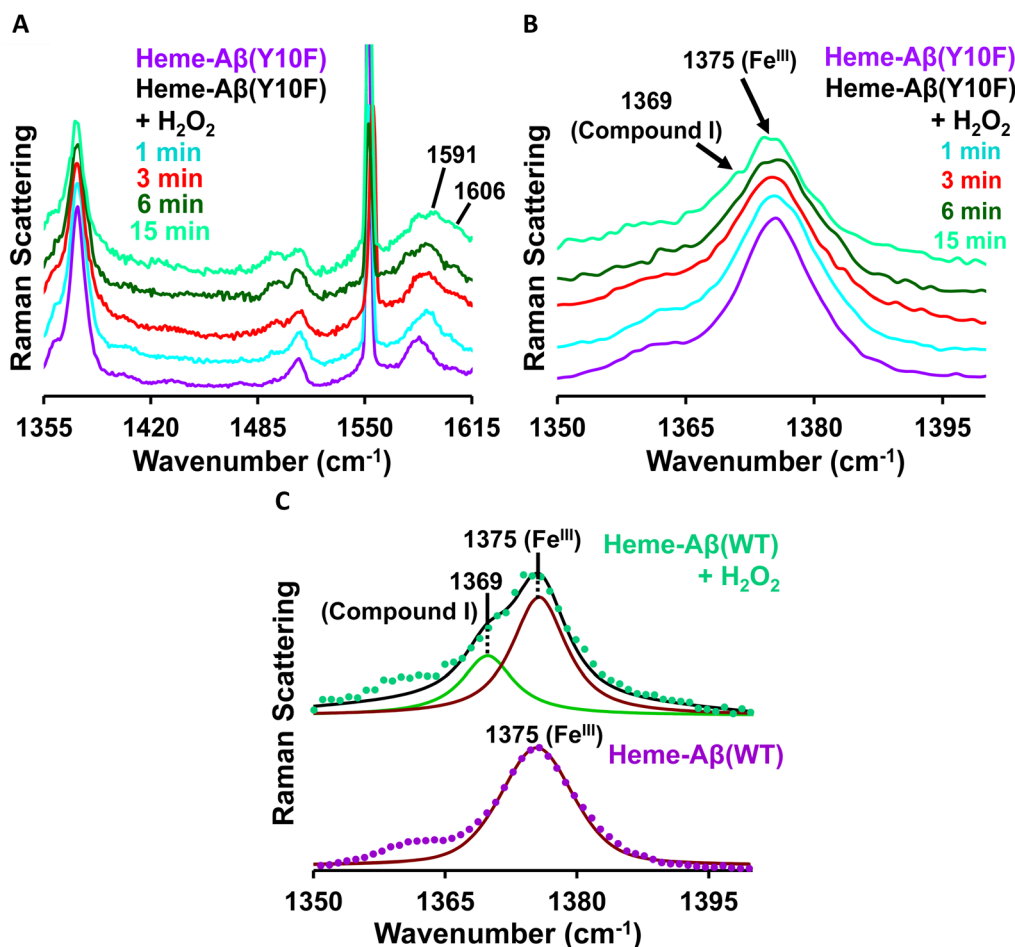 A
Heme-Aβ(Y10F)
Heme-Aβ(Y10F)
+ H₂O₂
1 min
3 min
6 min
15 min
1591
1606
Raman Scattering
1355 1420 1485 1550 1615
Wavenumber (cm⁻¹)
B
1375 (Feᴵᴵᴵ)
1369
(Compound I)
Heme-Aβ(Y10F)
Heme-Aβ(Y10F)
+ H₂O₂
1 min
3 min
6 min
15 min
Raman Scattering
1350 1365 1380 1395
Wavenumber (cm⁻¹)
C
1375 (Feᴵᴵᴵ)
1369
(Compound I)
Heme-Aβ(WT)
+ H₂O₂
1375 (Feᴵᴵᴵ)
Heme-Aβ(WT)
Raman Scattering
1350 1365 1380 1395
Wavenumber (cm⁻¹)